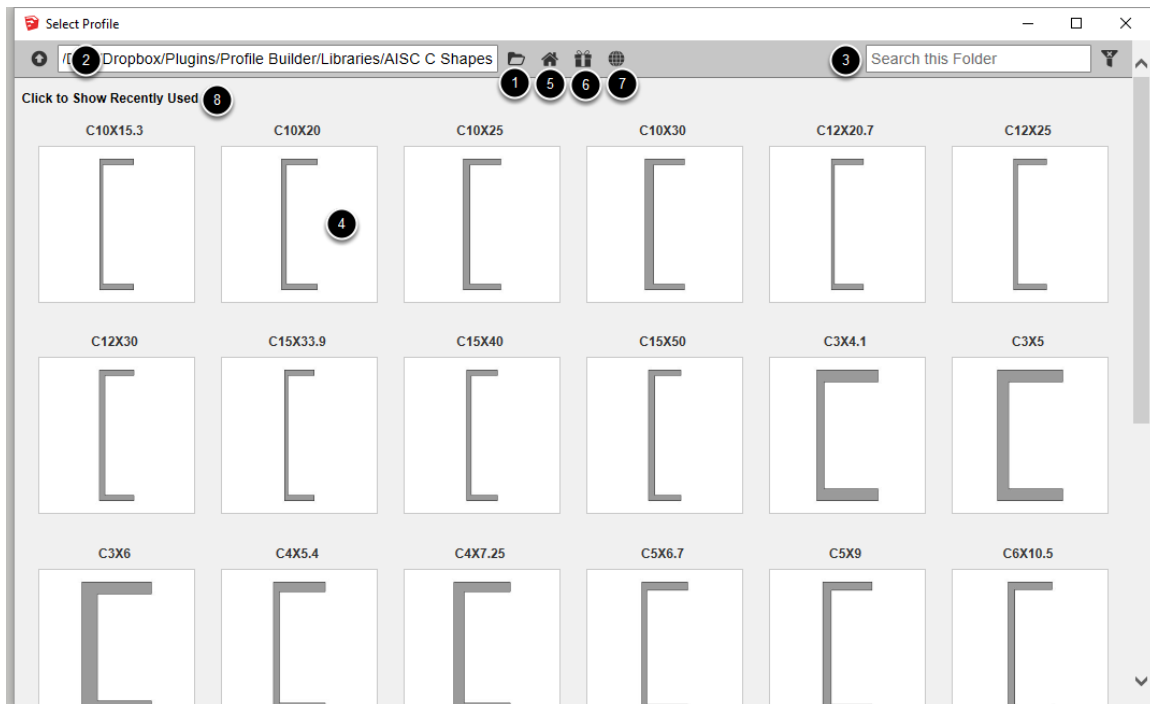 Select Profile
2 /Dropbox/Plugins/Profile Builder/Libraries/AISC C Shapes 3 Search this Folder
1 5 6 7
Click to Show Recently Used 8
C10X15.3 C10X20 C10X25 C10X30 C12X20.7 C12X25
4
C12X30 C15X33.9 C15X40 C15X50 C3X4.1 C3X5
C3X6 C4X5.4 C4X7.25 C5X6.7 C5X9 C6X10.5